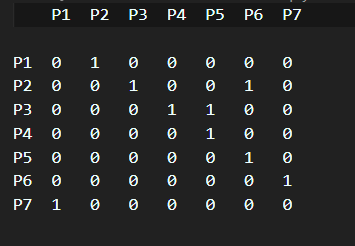 P1 P2 P3 P4 P5 P6 P7
P1 0 1 0 0 0 0 0
P2 0 0 1 0 0 1 0
P3 0 0 0 1 1 0 0
P4 0 0 0 0 1 0 0
P5 0 0 0 0 0 1 0
P6 0 0 0 0 0 0 1
P7 1 0 0 0 0 0 0